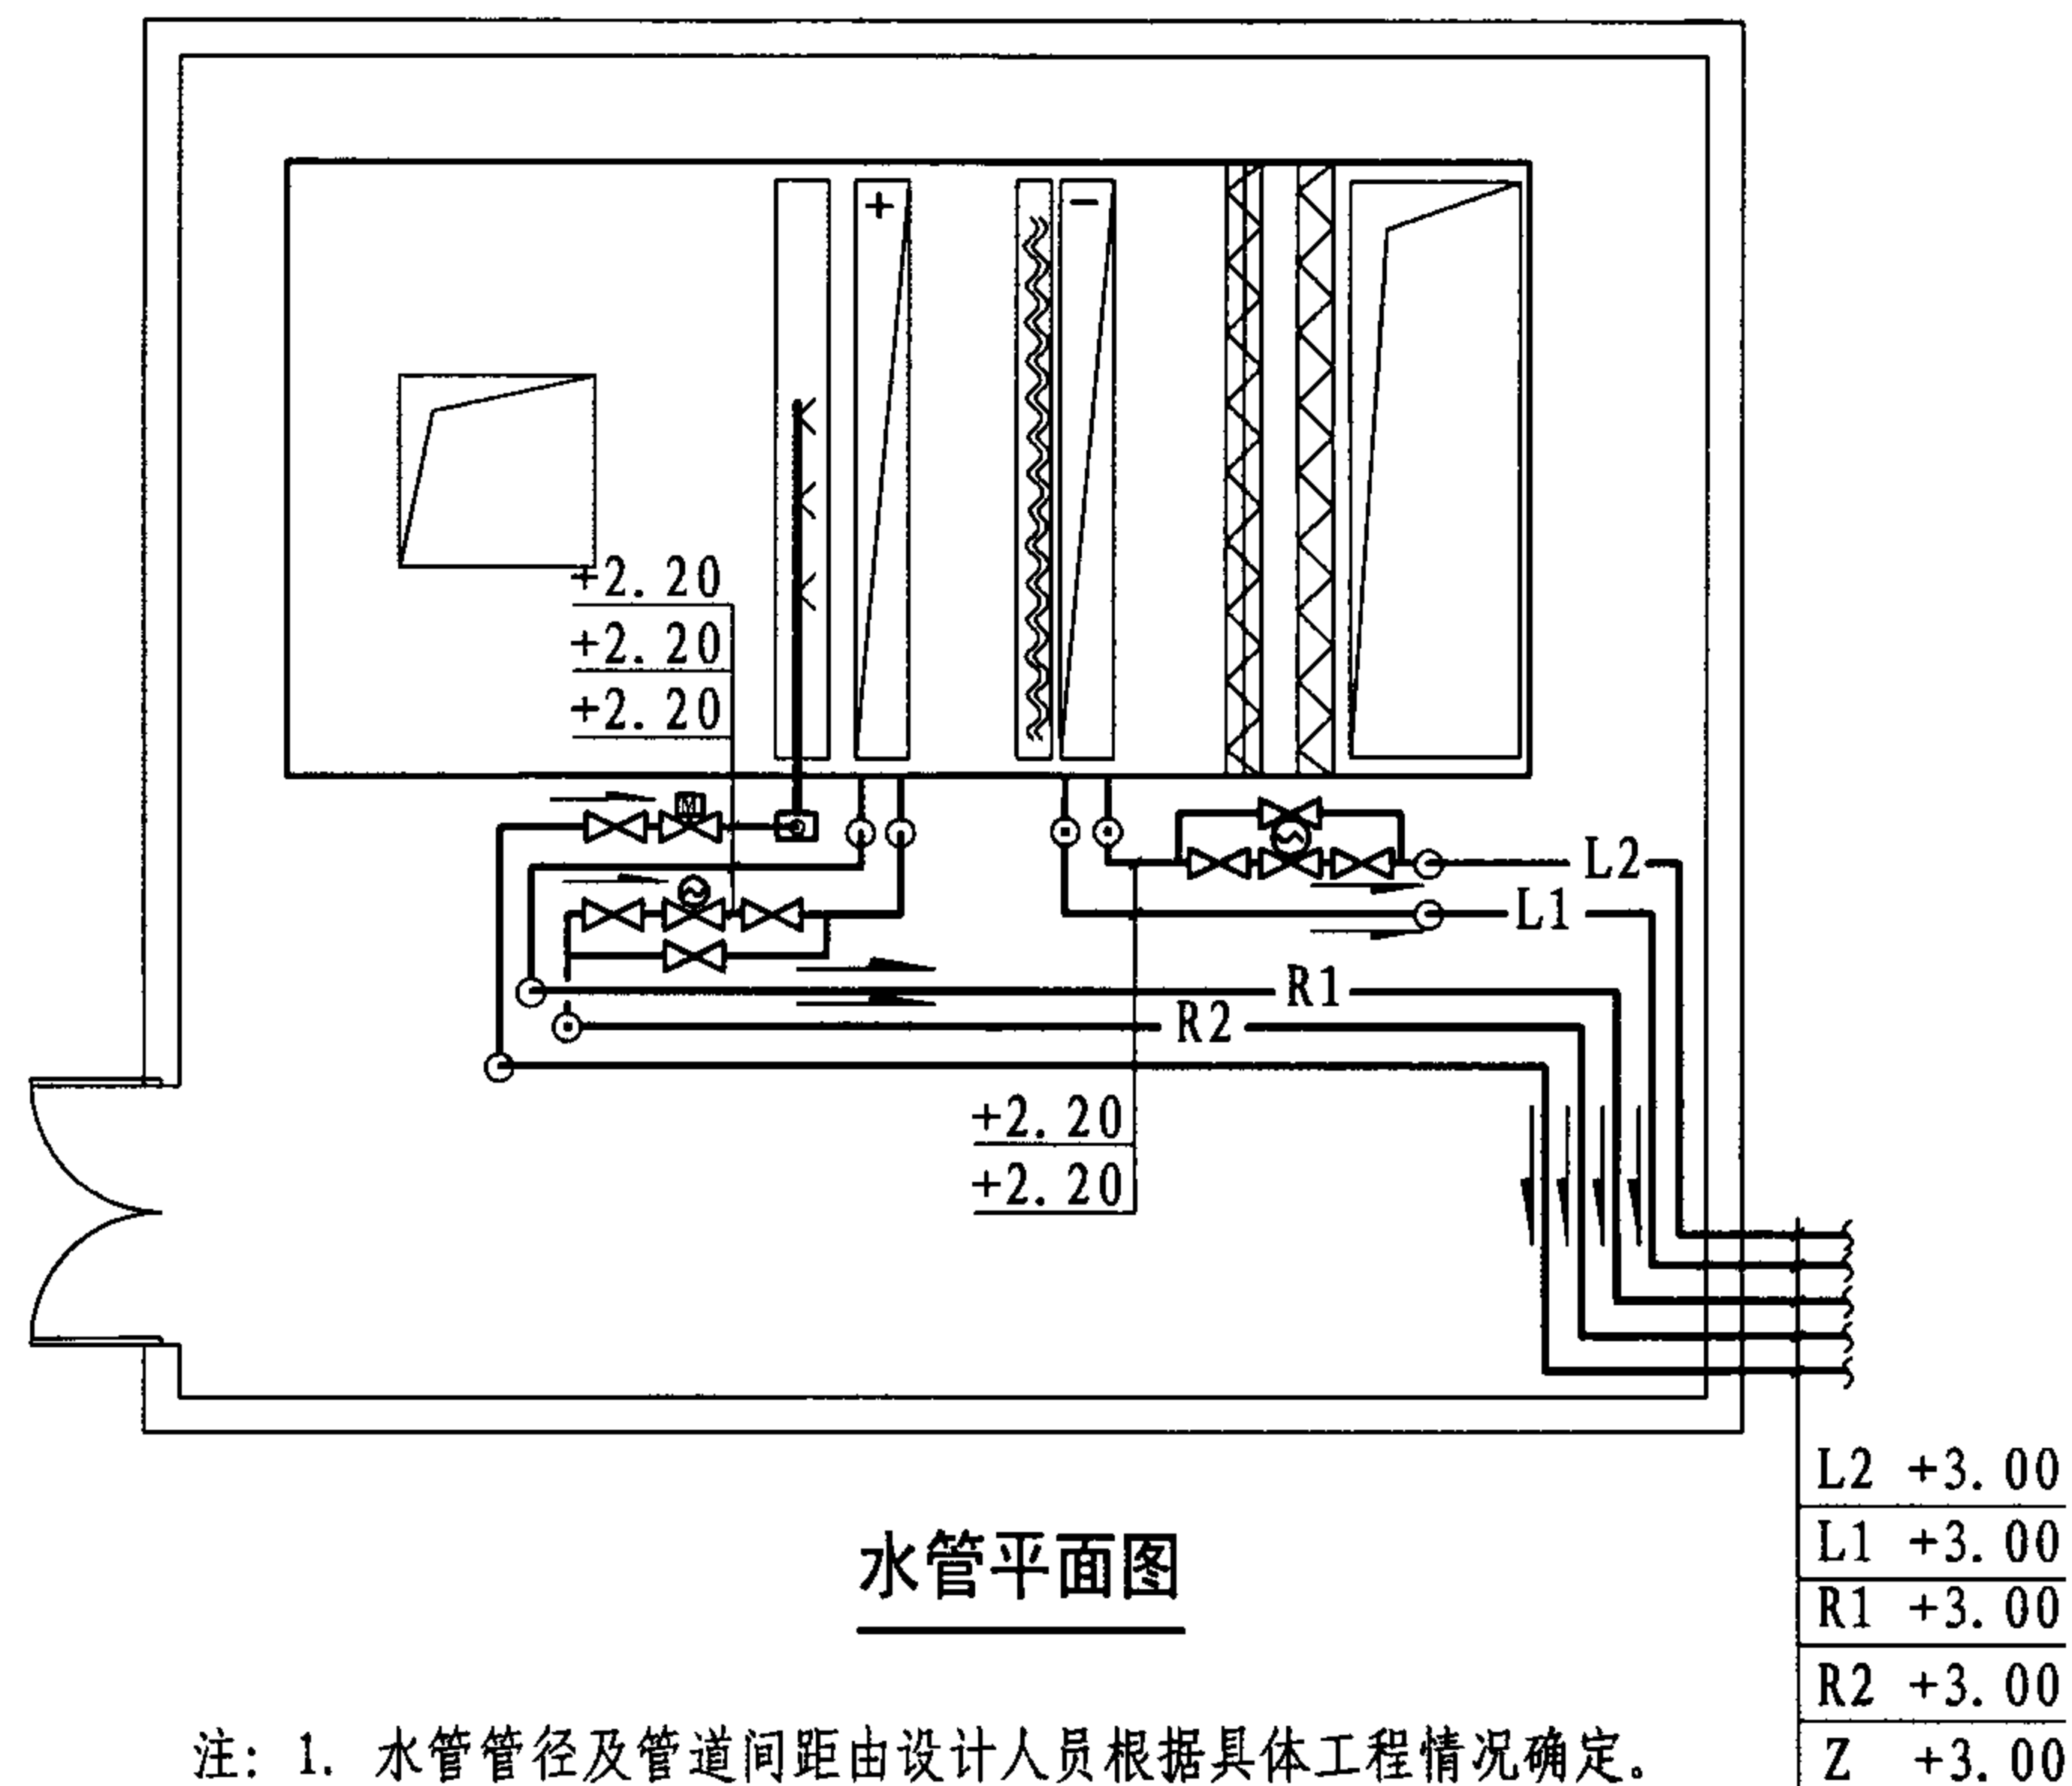 +
-
+2.20
+2.20
+2.20
M
L2
L1
R1
R2
+2.20
+2.20
L2 +3.00
L1 +3.00
R1 +3.00
R2 +3.00
Z +3.00
水管平面图
注: 1. 水管管径及管道间距由设计人员根据具体工程情况确定。